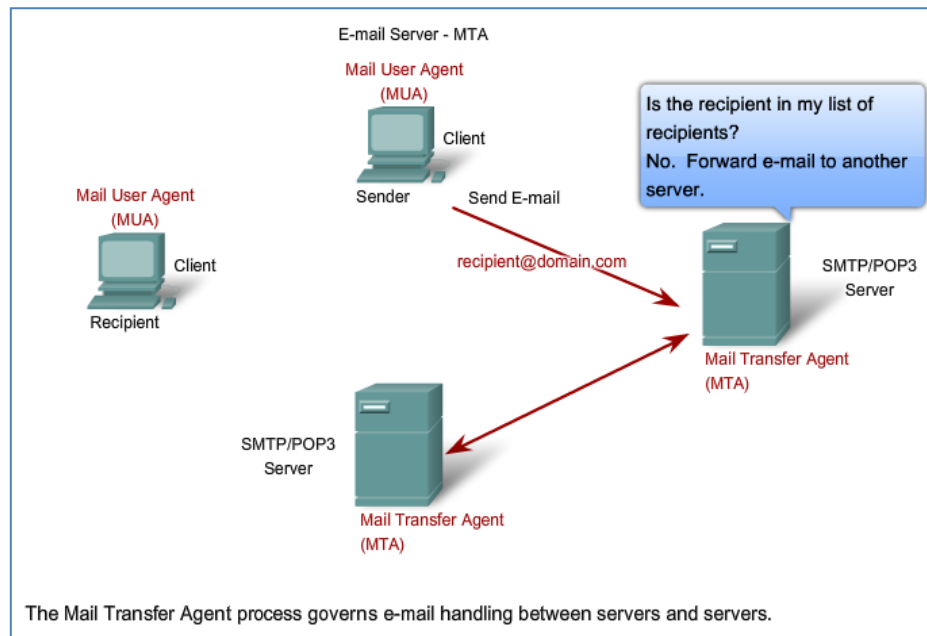 E-mail Server - MTA
Mail User Agent
(MUA)
Client
Sender
Send E-mail
recipient@domain.com
Is the recipient in my list of
recipients?
No. Forward e-mail to another
server.
Mail User Agent
(MUA)
Client
Recipient
SMTP/POP3
Server
Mail Transfer Agent
(MTA)
SMTP/POP3
Server
Mail Transfer Agent
(MTA)
The Mail Transfer Agent process governs e-mail handling between servers and servers.